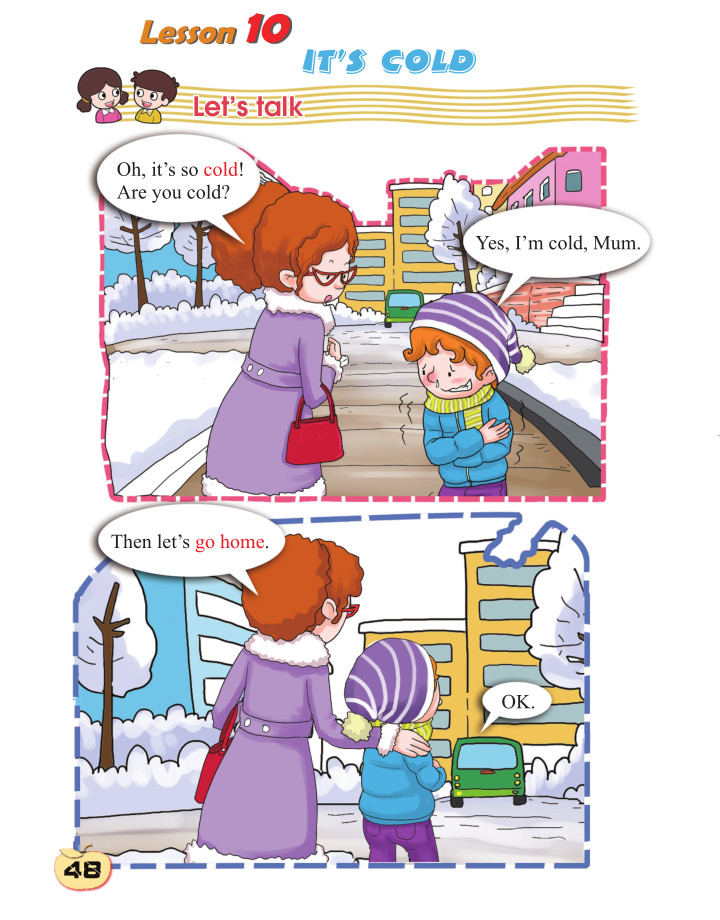 Lesson 10
IT'S COLD
Let's talk
Oh, it's so cold!
Are you cold?
Yes, I'm cold, Mum.
Then let's go home.
OK.
48